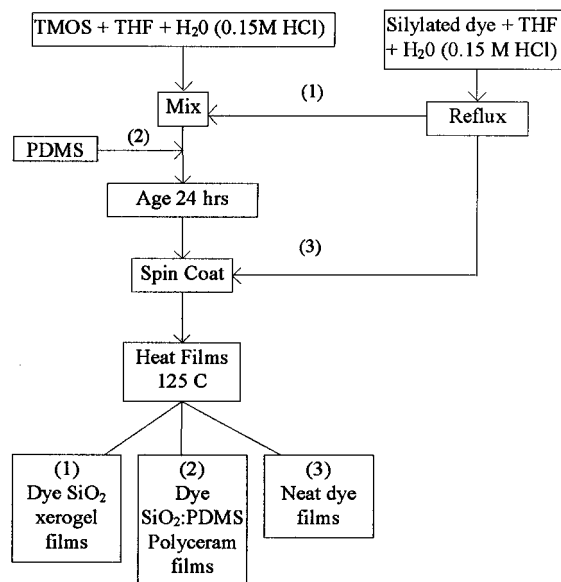 TMOS + THF + H₂0 (0.15M HCl)
Silylated dye + THF
+ H₂0 (0.15 M HCl)
Mix
(1)
Reflux
(2)
PDMS
Age 24 hrs
(3)
Spin Coat
Heat Films
125 C
(1)
Dye SiO₂
xerogel
films
(2)
Dye
SiO₂:PDMS
Polyceram
films
(3)
Neat dye
films